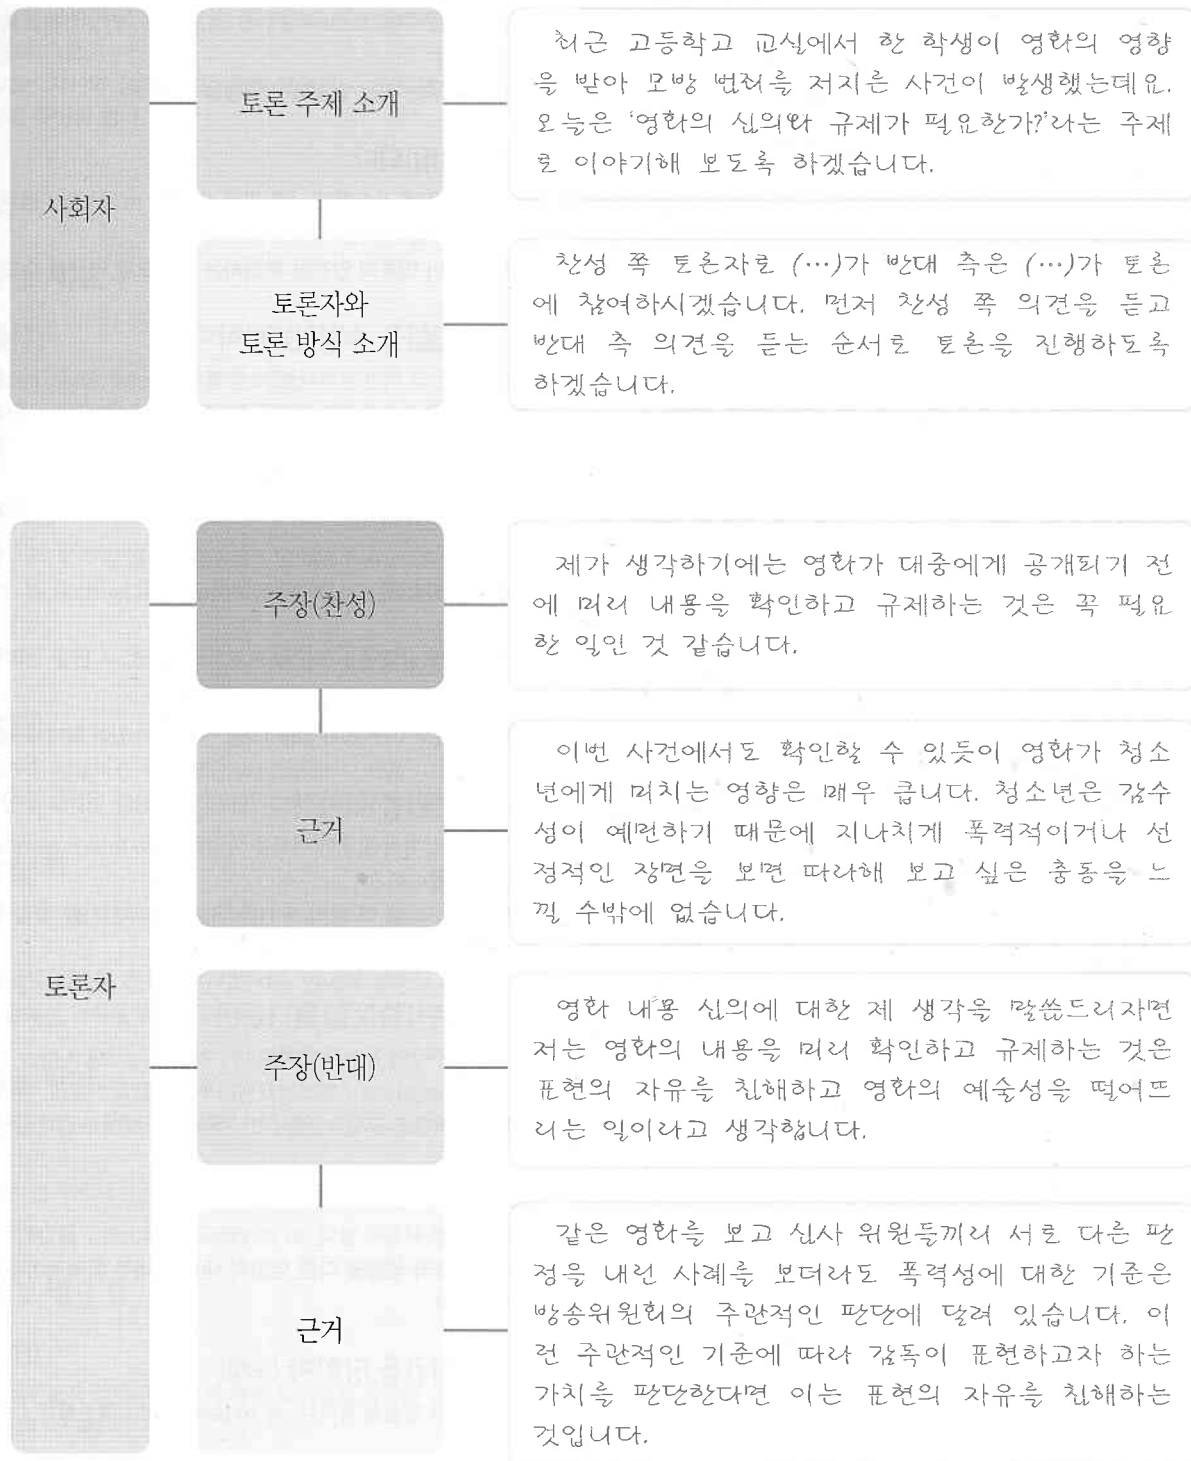 사회자
토론 주제 소개
최근 고등학고 교실에서 한 학생이 영화의 영향
을 받아 모방 범죄를 저지른 사건이 발생했는데요.
오늘은 '영화의 심의와 규제가 필요한가?'라는 주제
로 이야기해 보도록 하겠습니다.
토론자와
토론 방식 소개
찬성 쪽 토론자로 (…)가 반대 측은 (…)가 토론
에 참여하시겠습니다. 먼저 찬성 쪽 의견을 듣고
반대 측 의견을 듣는 순서로 토론을 진행하도록
하겠습니다.
토론자
주장(찬성)
제가 생각하기에는 영화가 대중에게 공개되기 전
에 미리 내용을 확인하고 규제하는 것은 꼭 필요
한 일인 것 같습니다.
근거
이번 사건에서도 확인할 수 있듯이 영화가 청소
년에게 미치는 영향은 매우 큽니다. 청소년은 감수
성이 예민하기 때문에 지나치게 폭력적이거나 선
정적인 장면을 보면 따라해 보고 싶은 충동을 느
낄 수밖에 없습니다.
주장(반대)
영화 내용 심의에 대한 제 생각을 말씀드리자면
저는 영화의 내용을 미리 확인하고 규제하는 것은
표현의 자유를 침해하고 영화의 예술성을 떨어뜨
리는 일이라고 생각합니다.
근거
같은 영화를 보고 심사 위원들끼리 서로 다른 판
정을 내린 사례를 보더라도 폭력성에 대한 기준은
방송위원회의 주관적인 판단에 달려 있습니다. 이
런 주관적인 기준에 따라 감독이 표현하고자 하는
가치를 판단한다면 이는 표현의 자유를 침해하는
것입니다.